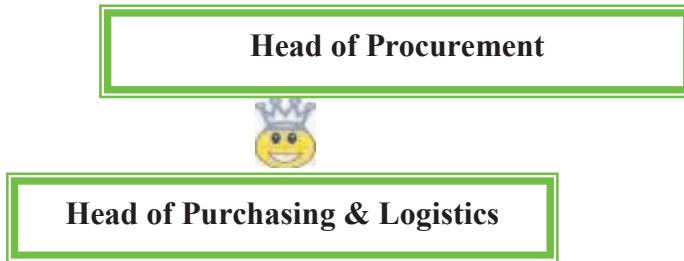 Head of Procurement
Head of Purchasing & Logistics